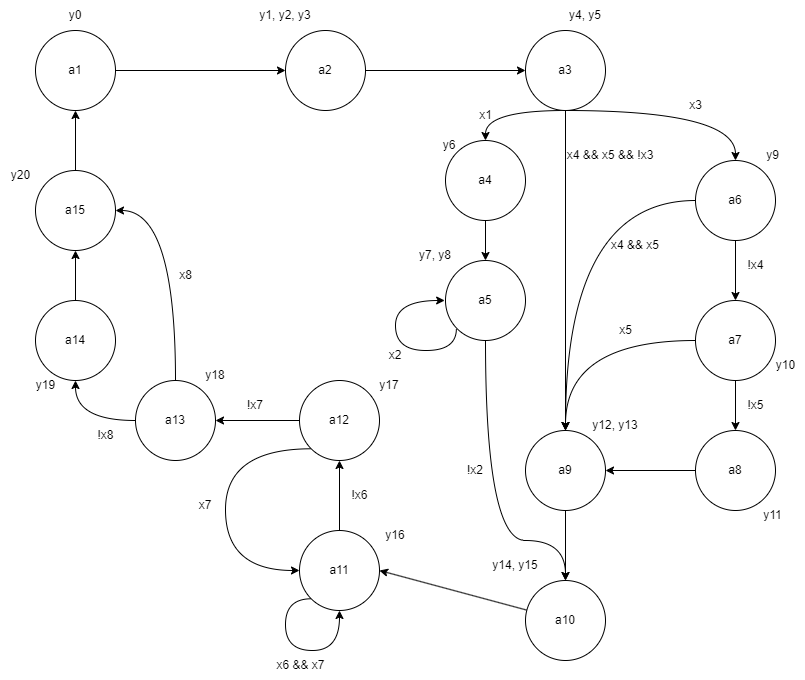 y0
y1, y2, y3
y4, y5
a1
a2
a3
x1
x3
y6
x4 && x5 && !x3
y9
y20
a4
a6
a15
x4 && x5
y7, y8
!x4
x8
a5
x5
a14
a7
x2
y10
y19
y18
y17
!x5
!x8
a13
!x7
a12
y12, y13
!x2
a9
a8
x7
!x6
y11
y16
y14, y15
a11
a10
x6 && x7